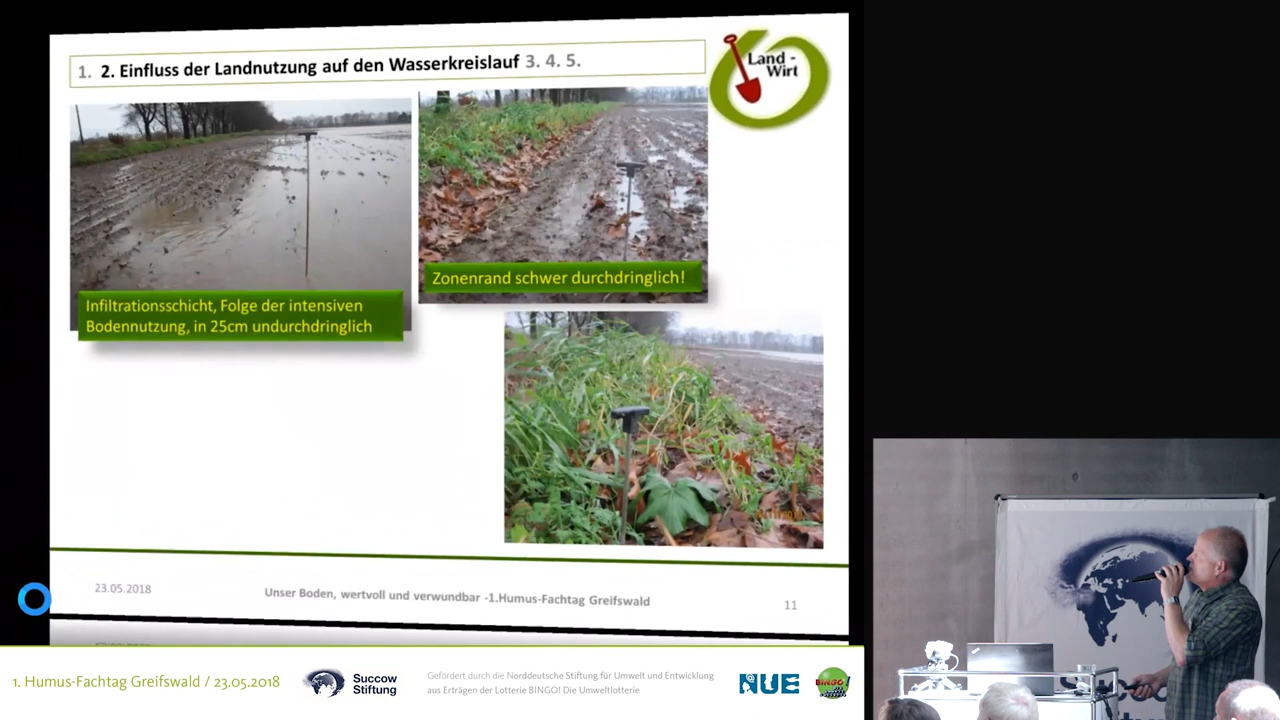 1. 2. Einfluss der Landnutzung auf den Wasserkreislauf 3. 4. 5.
Land -
Wirt
Zonenrand schwer durchdringlich!
Infiltrationsschicht, Folge der intensiven
Bodennutzung, in 25cm undurchdringlich
23.05.2018
Unser Boden, wertvoll und verwundbar -1.Humus-Fachtag Greifswald
11
1. Humus-Fachtag Greifswald / 23.05.2018
Succow
Stiftung
Gefördert durch die Norddeutsche Stiftung für Umwelt und Entwicklung
aus Erträgen der Lotterie BINGO! Die Umweltlotterie
NUE
BINGO!